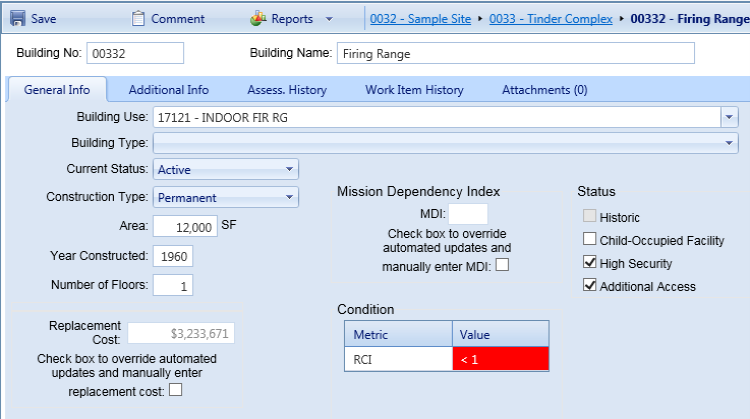 Save Comment Reports 0032 - Sample Site ▸ 0033 - Tinder Complex ▸ 00332 - Firing Range
Building No: 00332 Building Name: Firing Range
General Info Additional Info Assess. History Work Item History Attachments (0)
Building Use: 17121 - INDOOR FIR RG
Building Type:
Current Status: Active
Construction Type: Permanent
Area: 12,000 SF
Year Constructed: 1960
Number of Floors: 1
Replacement
Cost: $3,233,671
Check box to override automated
updates and manually enter
replacement cost:
Mission Dependency Index
MDI:
Check box to override
automated updates and
manually enter MDI:
Condition
Metric Value
RCI < 1
Status
Historic
Child-Occupied Facility
High Security
Additional Access